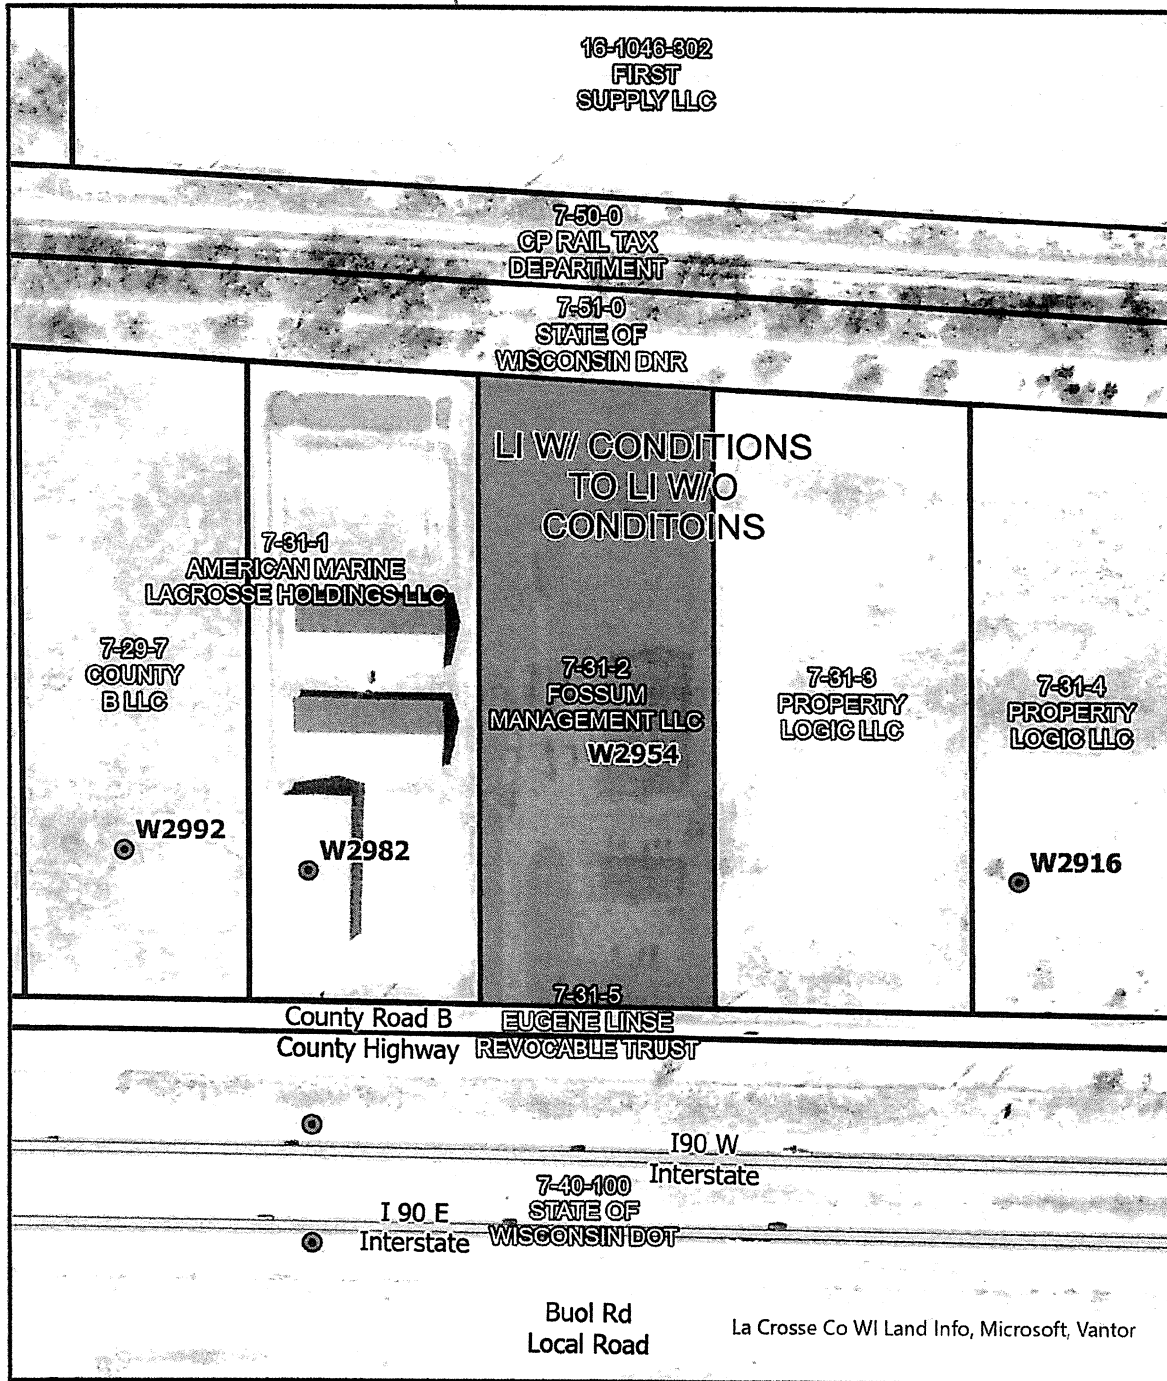 16-1046-302
FIRST
SUPPLY LLC
7-50-0
CP RAIL TAX
DEPARTMENT
7-51-0
STATE OF
WISCONSIN DNR
LI W/ CONDITIONS
TO LI W/O
CONDITOINS
7-31-1
AMERICAN MARINE
LACROSSE HOLDINGS LLC
7-29-7
COUNTY
B LLC
7-31-2
FOSSUM
MANAGEMENT LLC
W2954
7-31-3
PROPERTY
LOGIC LLC
7-31-4
PROPERTY
LOGIC LLC
W2992
W2982
W2916
7-31-5
EUGENE LINSE
REVOCABLE TRUST
County Road B
County Highway
I90 W
Interstate
7-40-100
STATE OF
WISCONSIN DOT
I 90 E
Interstate
Buol Rd
Local Road
La Crosse Co WI Land Info, Microsoft, Vantor